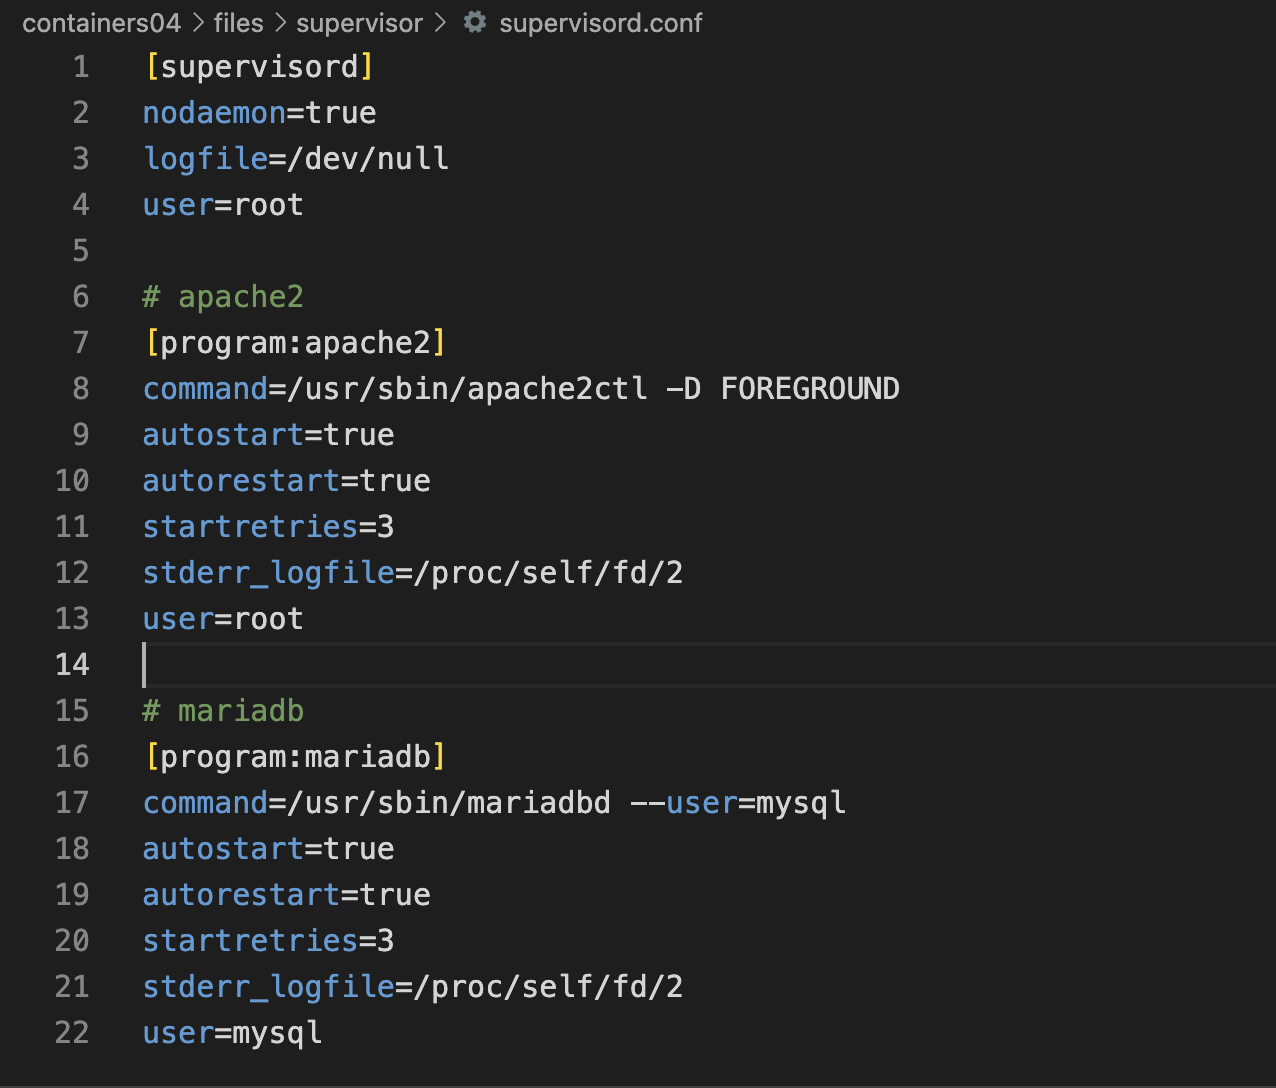 containers04 > files > supervisor > supervisord.conf
1 [supervisord]
2 nodaemon=true
3 logfile=/dev/null
4 user=root
5
6 # apache2
7 [program:apache2]
8 command=/usr/sbin/apache2ctl -D FOREGROUND
9 autostart=true
10 autorestart=true
11 startretries=3
12 stderr_logfile=/proc/self/fd/2
13 user=root
14
15 # mariadb
16 [program:mariadb]
17 command=/usr/sbin/mariadbd --user=mysql
18 autostart=true
19 autorestart=true
20 startretries=3
21 stderr_logfile=/proc/self/fd/2
22 user=mysql